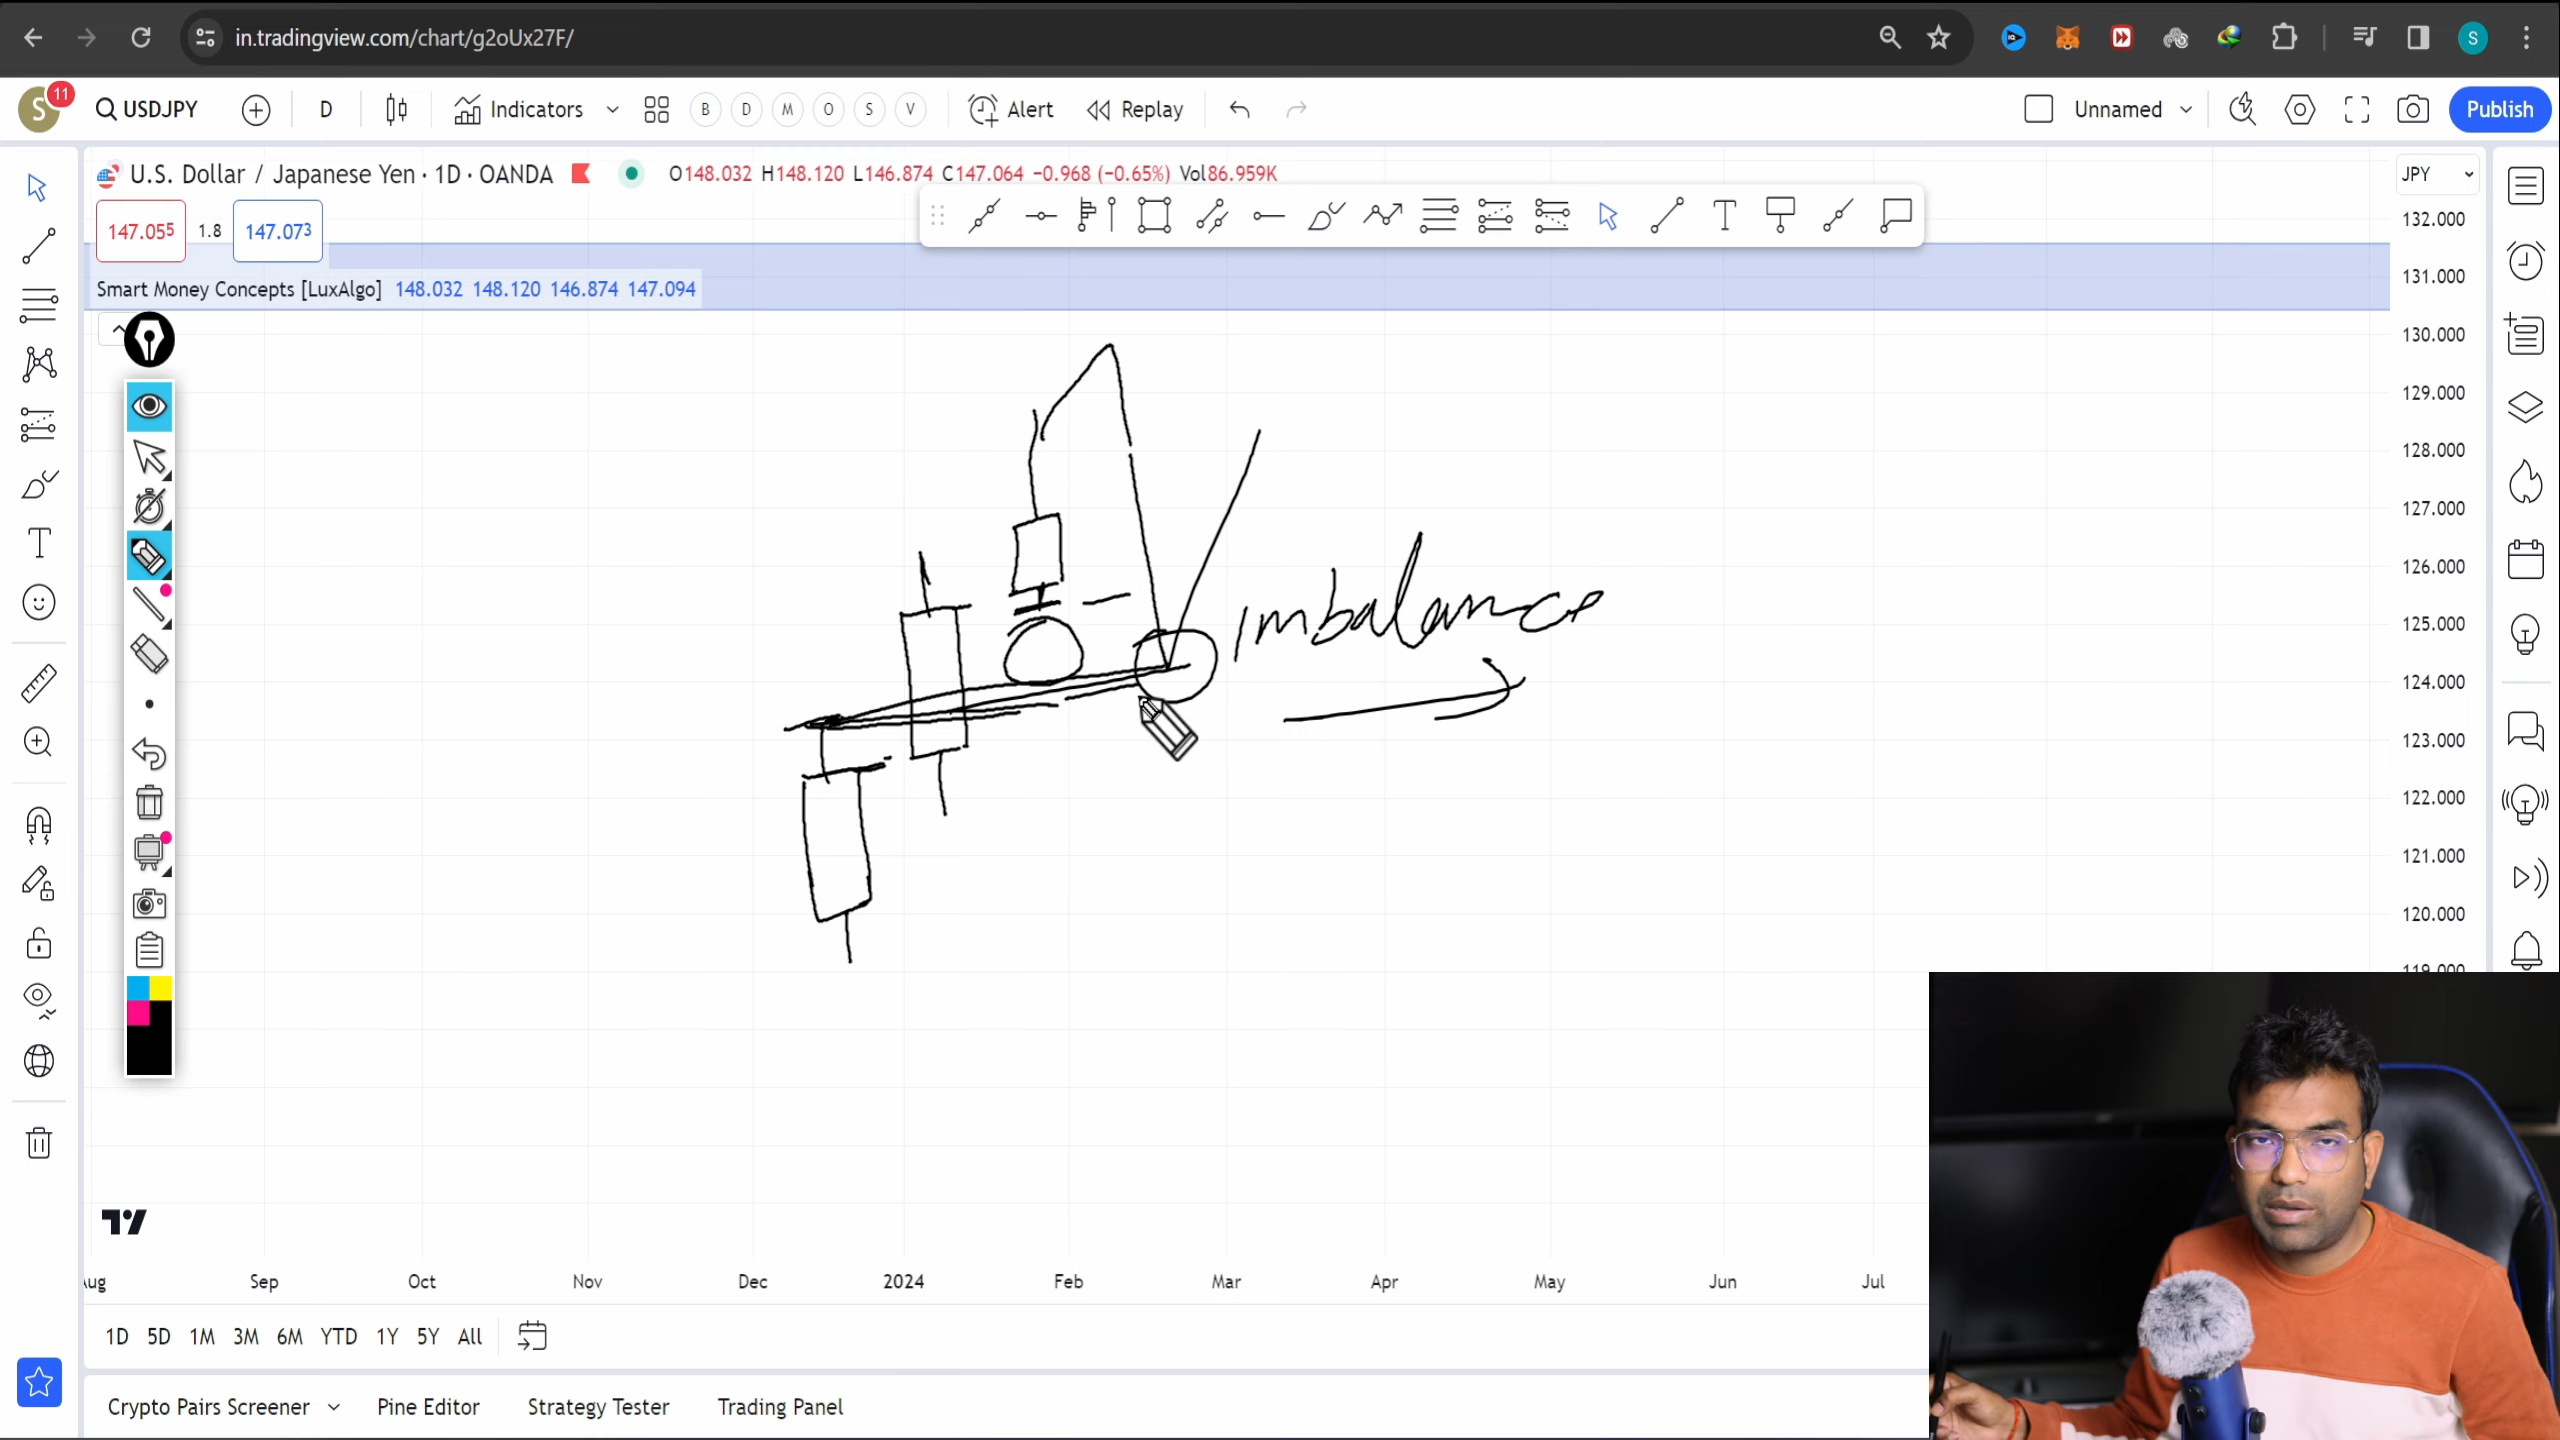 in.tradingview.com/chart/g2oUx27F/
S 11 USDJPY D Indicators B D M O S V Alert Replay Unnamed Publish
U.S. Dollar / Japanese Yen · 1D · OANDA O148.032 H148.120 L146.874 C147.064 −0.968 (−0.65%) Vol86.959K JPY
147.055 1.8 147.073
Smart Money Concepts [LuxAlgo] 148.032 148.120 146.874 147.094
132.000
131.000
130.000
129.000
128.000
127.000
126.000
125.000
124.000
123.000
122.000
121.000
120.000
119.000
imbalance
Aug Sep Oct Nov Dec 2024 Feb Mar Apr May Jun Jul
1D 5D 1M 3M 6M YTD 1Y 5Y All
Crypto Pairs Screener Pine Editor Strategy Tester Trading Panel